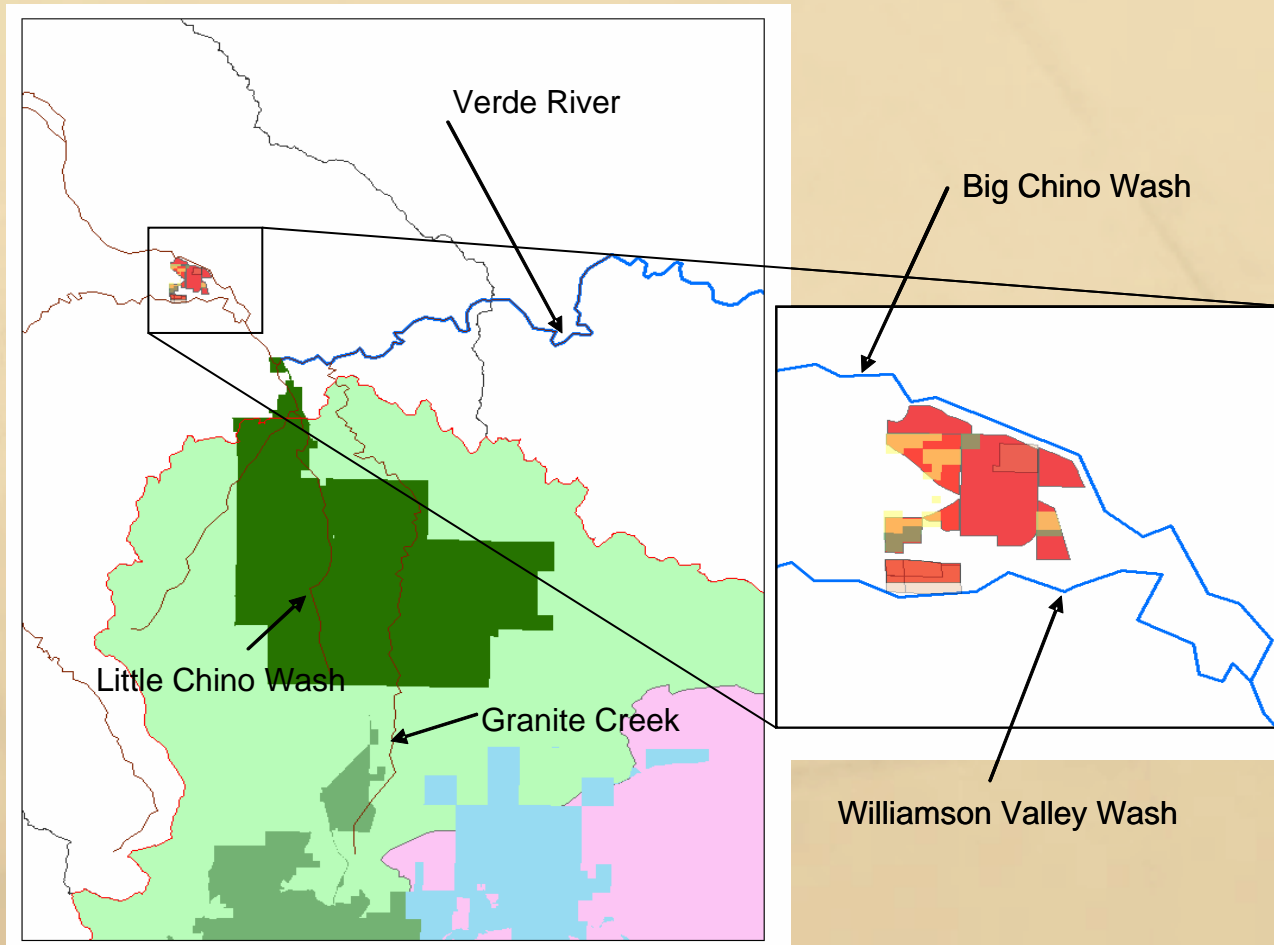 Verde River
Big Chino Wash
Little Chino Wash
Granite Creek
Williamson Valley Wash